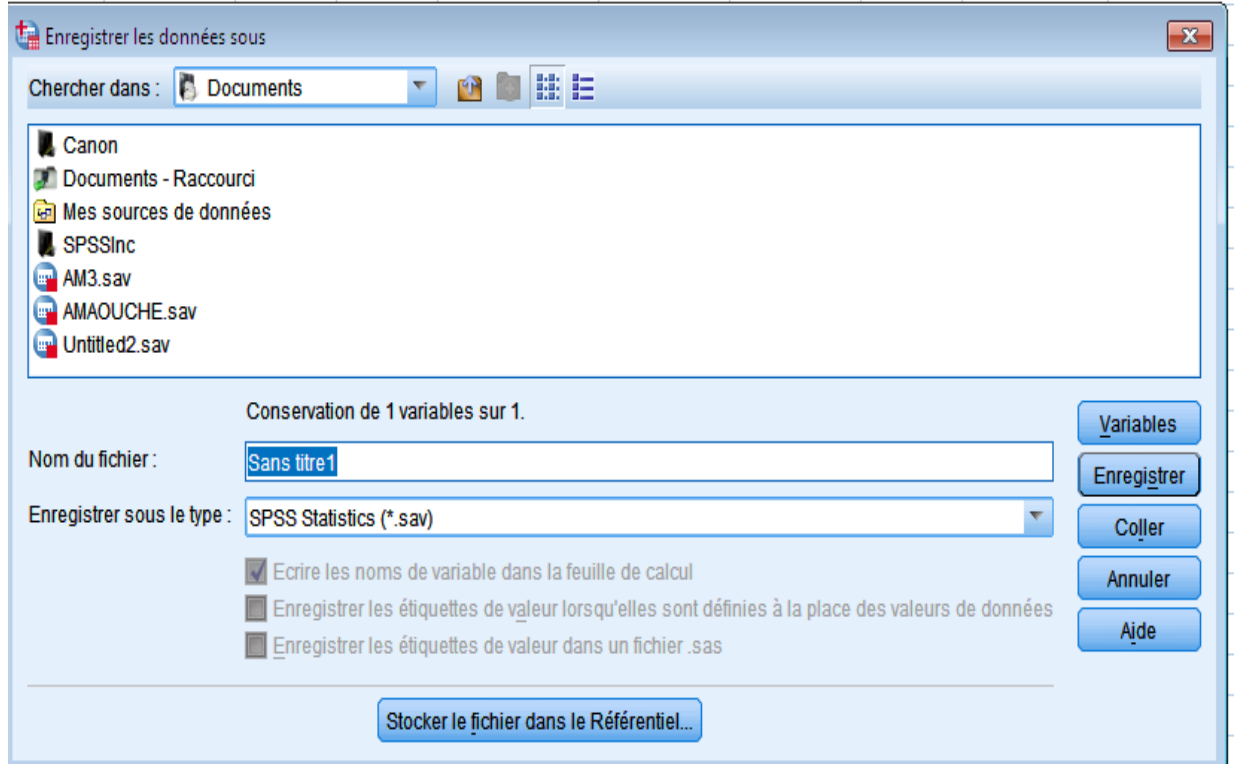 Enregistrer les données sous
Chercher dans : Documents
Canon
Documents - Raccourci
Mes sources de données
SPSSInc
AM3.sav
AMAOUCHE.sav
Untitled2.sav
Conservation de 1 variables sur 1.
Variables
Nom du fichier : Sans titre1
Enregistrer
Enregistrer sous le type : SPSS Statistics (*.sav)
Coller
Ecrire les noms de variable dans la feuille de calcul
Annuler
Enregistrer les étiquettes de valeur lorsqu'elles sont définies à la place des valeurs de données
Aide
Enregistrer les étiquettes de valeur dans un fichier .sas
Stocker le fichier dans le Référentiel...